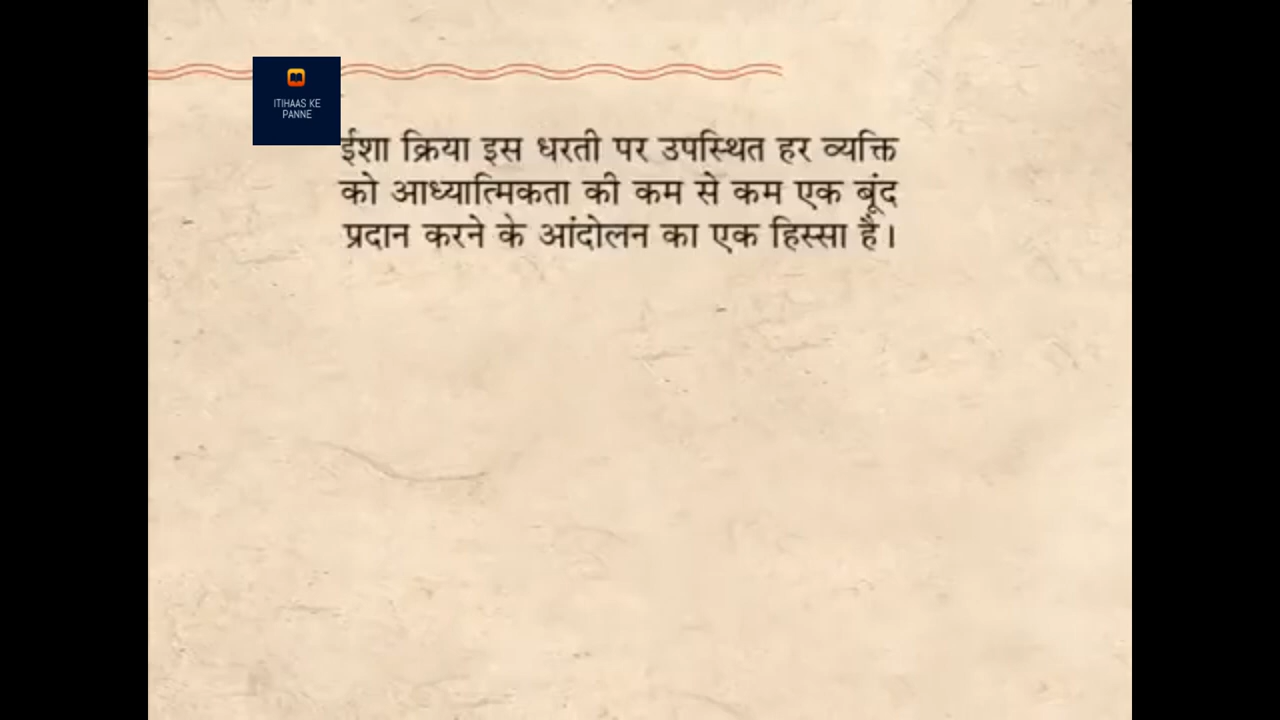 ITIHAAS KE
PANNE
ईशा क्रिया इस धरती पर उपस्थित हर व्यक्ति
को आध्यात्मिकता की कम से कम एक बूंद
प्रदान करने के आंदोलन का एक हिस्सा है।